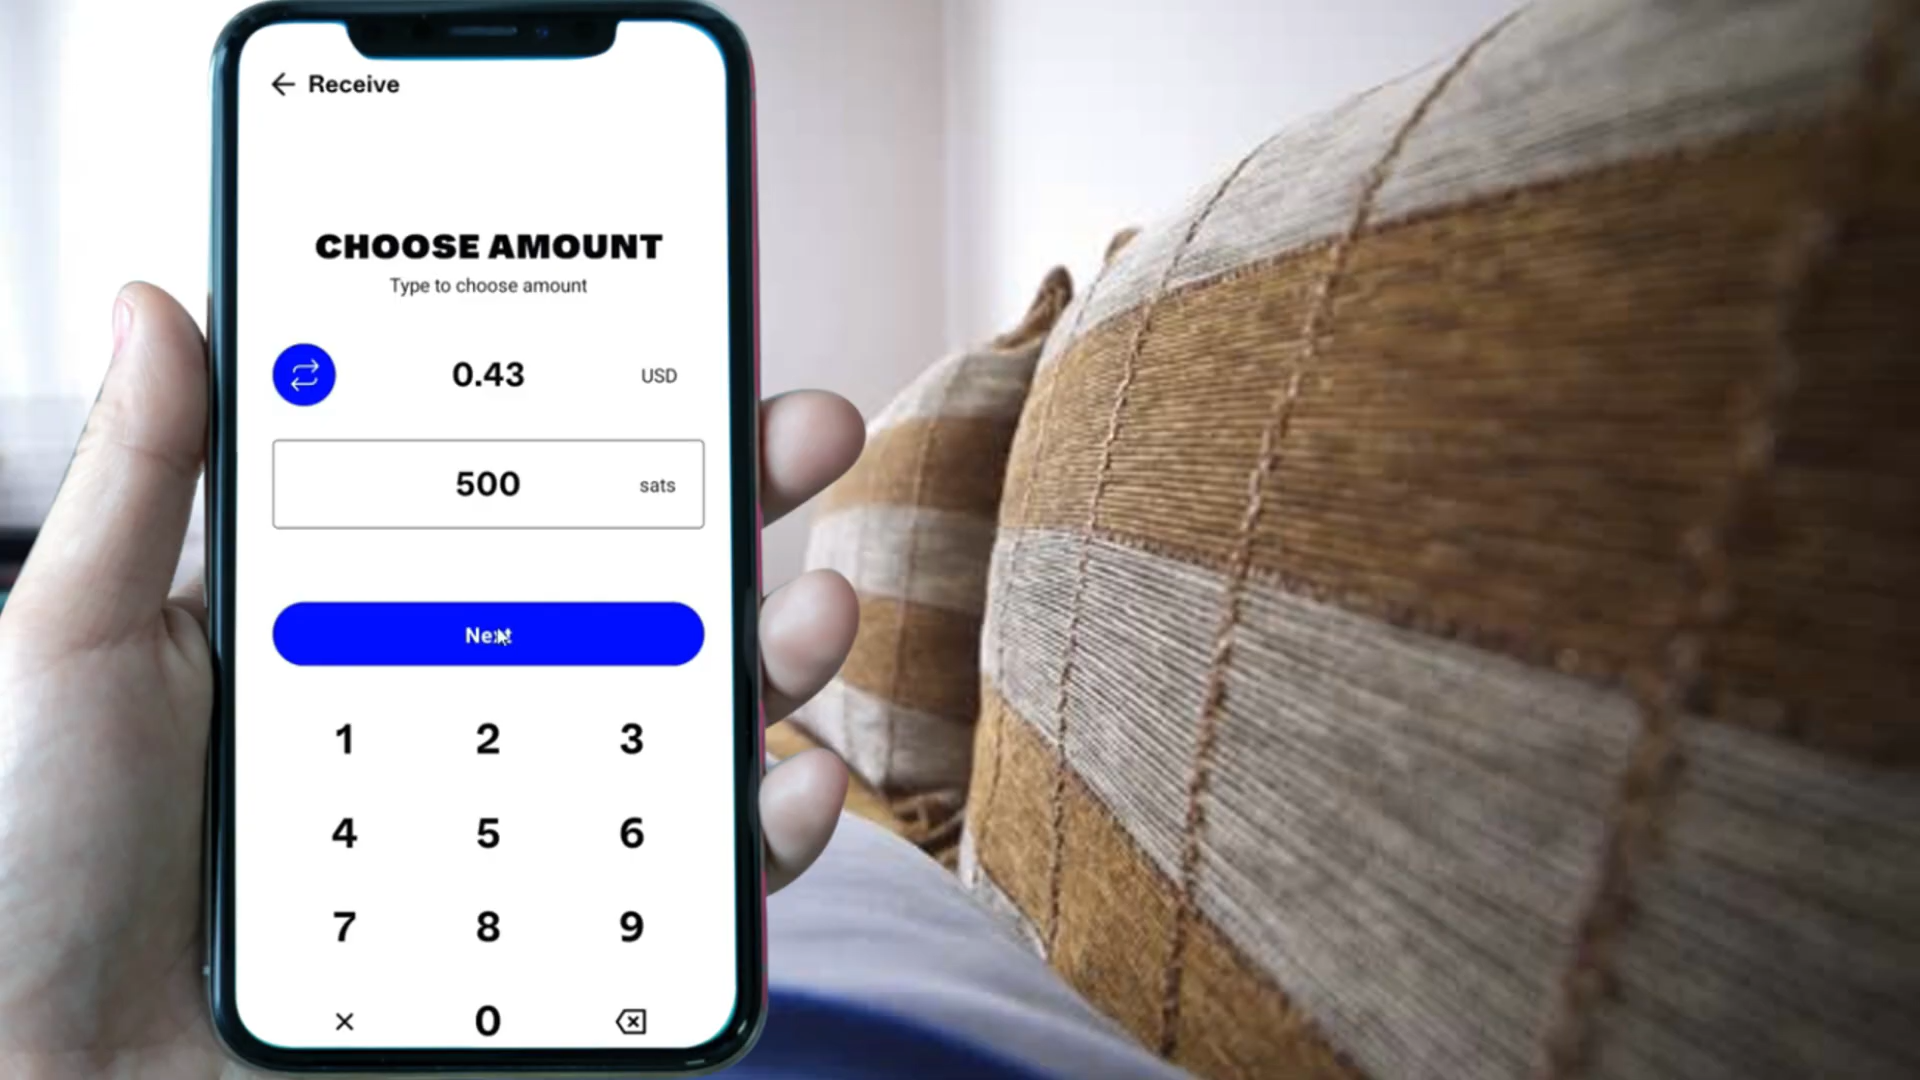 ← Receive
CHOOSE AMOUNT
Type to choose amount
0.43 USD
500 sats
Next
1 2 3
4 5 6
7 8 9
× 0